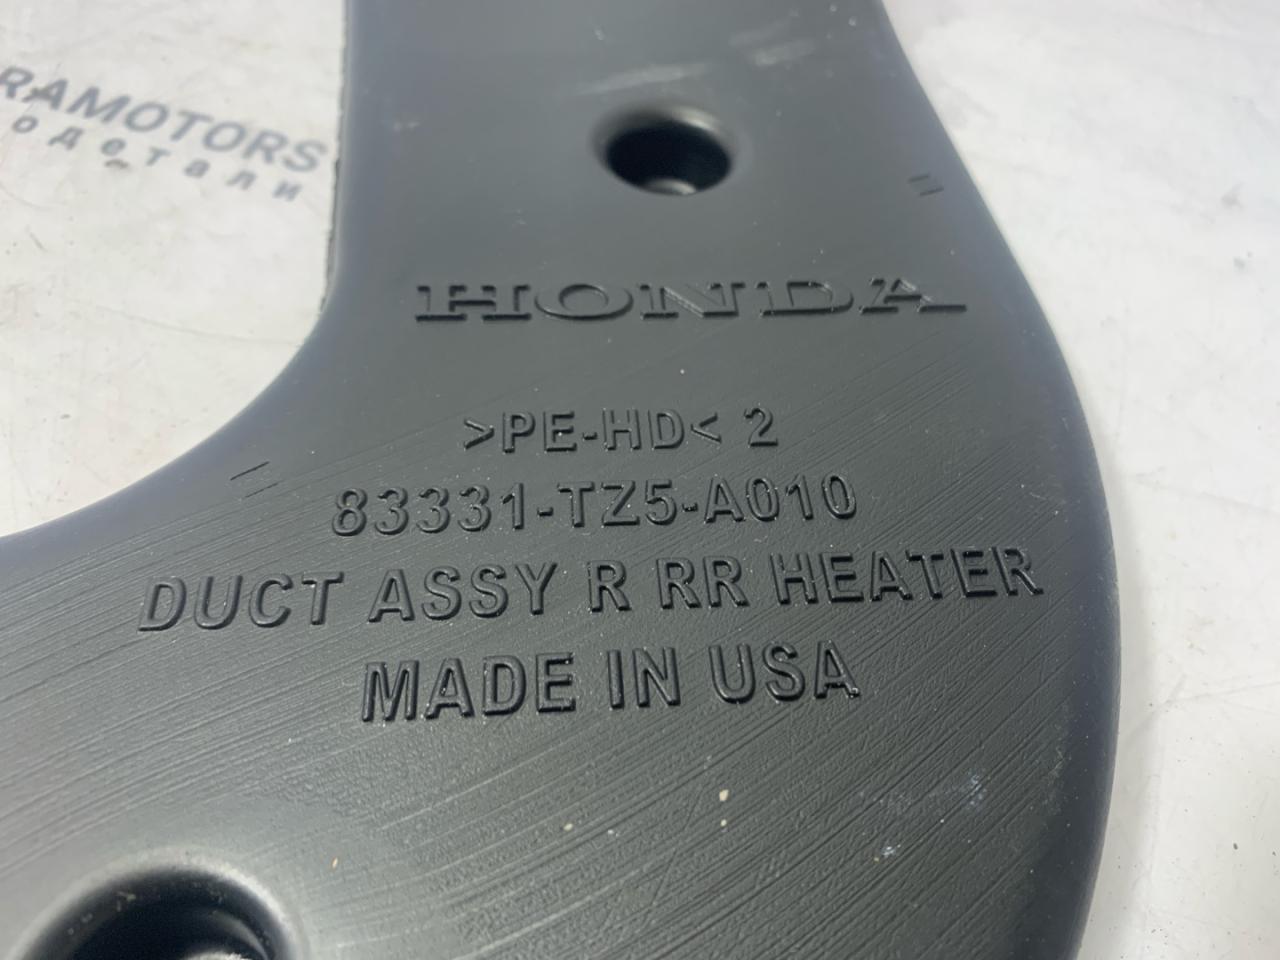 RAMOTORS
одетали
HONDA
>PE-HD< 2
83331-TZ5-A010
DUCT ASSY R RR HEATER
MADE IN USA